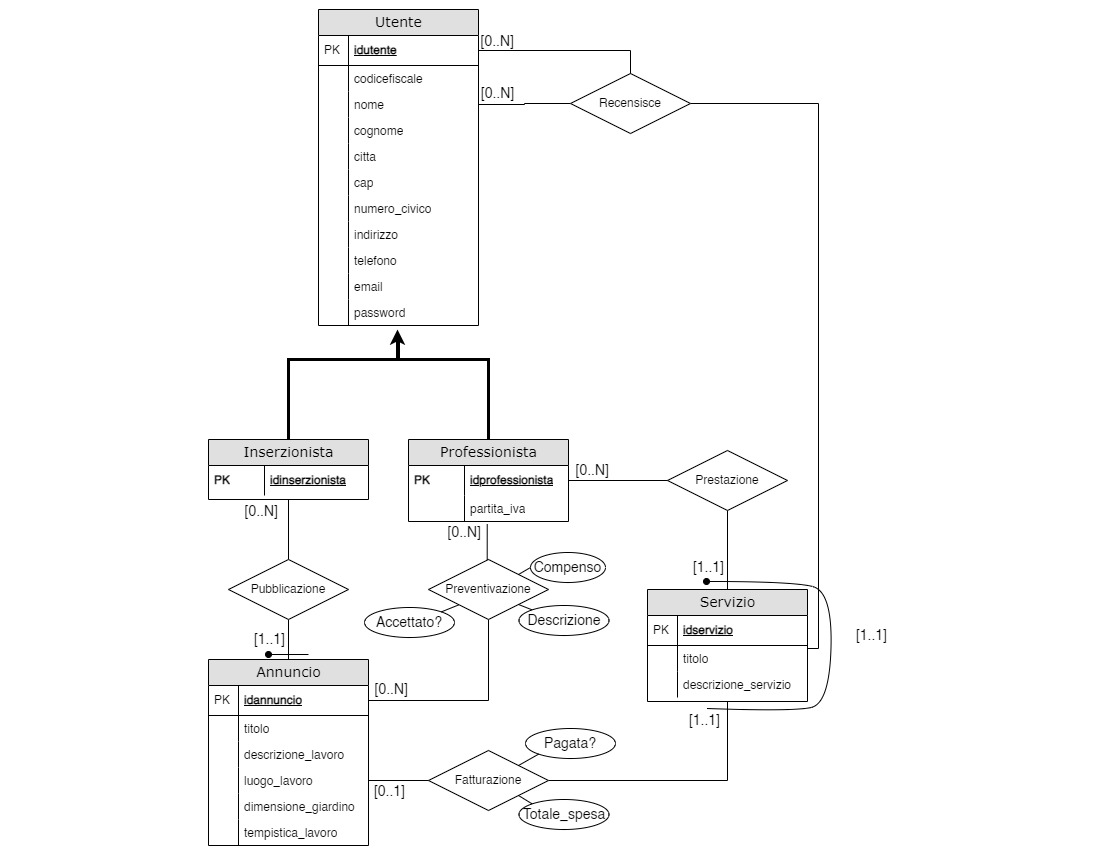 Utente
[0..N]
PK idutente
codicefiscale
[0..N]
nome
Recensisce
cognome
citta
cap
numero_civico
indirizzo
telefono
email
password
Inserzionista
Professionista
PK idinserzionista
PK idprofessionista
[0..N]
Prestazione
partita_iva
[0..N]
[0..N]
Compenso
[1..1]
Pubblicazione
Preventivazione
Servizio
Accettato?
Descrizione
PK idservizio
[1..1]
[1..1]
titolo
Annuncio
descrizione_servizio
[0..N]
PK idannuncio
[1..1]
titolo
Pagata?
descrizione_lavoro
luogo_lavoro
Fatturazione
[0..1]
dimensione_giardino
Totale_spesa
tempistica_lavoro